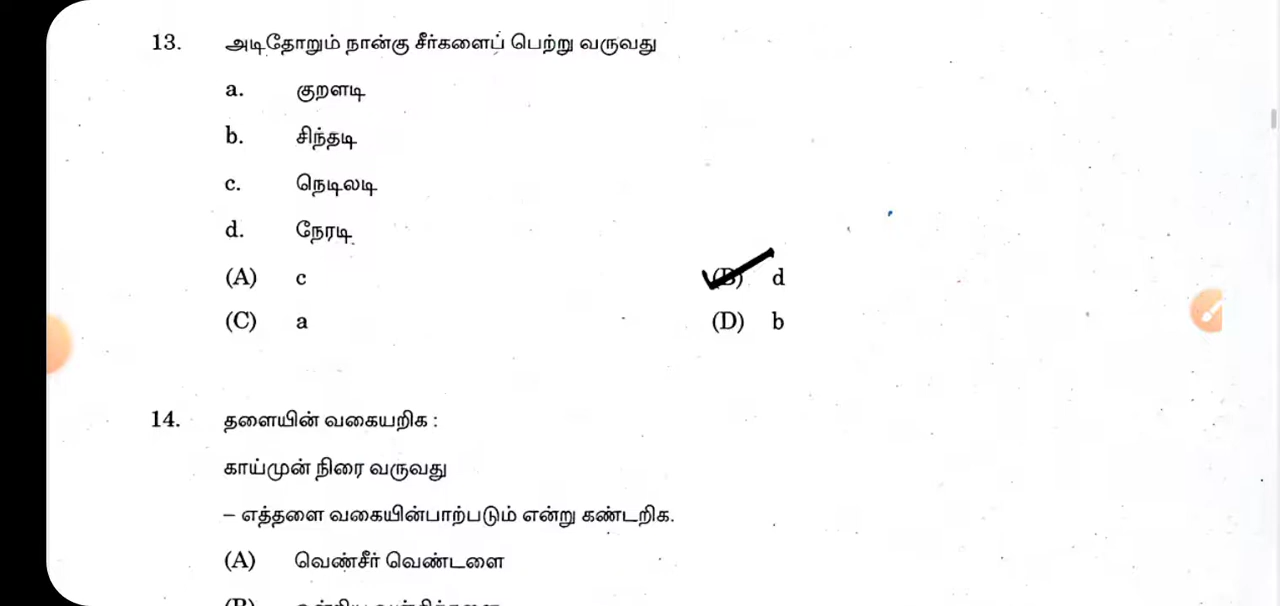 13. அடிதோறும் நான்கு சீர்களைப் பெற்று வருவது
a. குறளடி
b. சிந்தடி
c. நெடிலடி
d. நேரடி
(A) c (B) d
(C) a (D) b
14. தளையின் வகையறிக :
காய்முன் நிரை வருவது
– எத்தளை வகையின்பாற்படும் என்று கண்டறிக.
(A) வெண்சீர் வெண்டளை